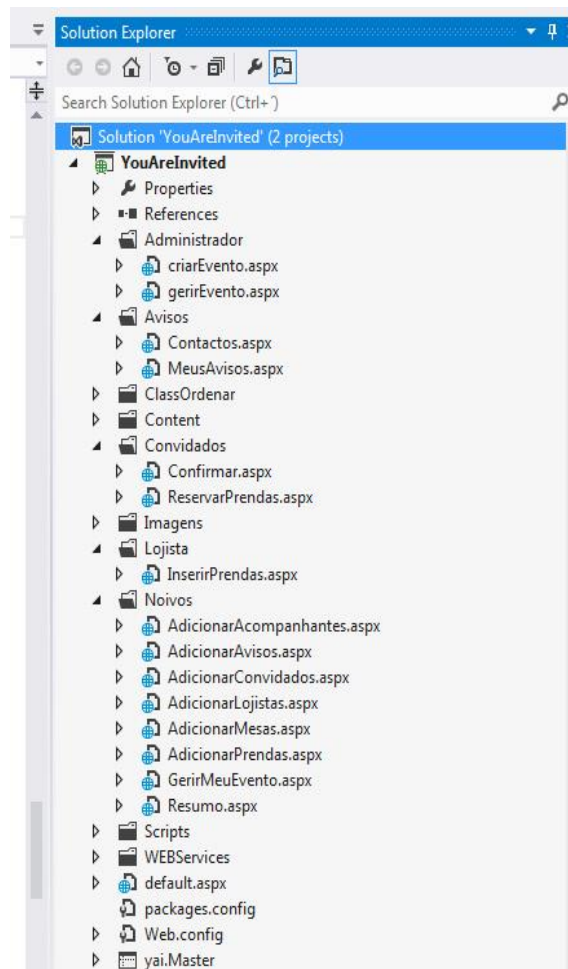 Solution Explorer
Search Solution Explorer (Ctrl+´)
Solution 'YouAreInvited' (2 projects)
YouAreInvited
Properties
References
Administrador
criarEvento.aspx
gerirEvento.aspx
Avisos
Contactos.aspx
MeusAvisos.aspx
ClassOrdenar
Content
Convidados
Confirmar.aspx
ReservarPrendas.aspx
Imagens
Lojista
InserirPrendas.aspx
Noivos
AdicionarAcompanhantes.aspx
AdicionarAvisos.aspx
AdicionarConvidados.aspx
AdicionarLojistas.aspx
AdicionarMesas.aspx
AdicionarPrendas.aspx
GerirMeuEvento.aspx
Resumo.aspx
Scripts
WEBServices
default.aspx
packages.config
Web.config
yai.Master